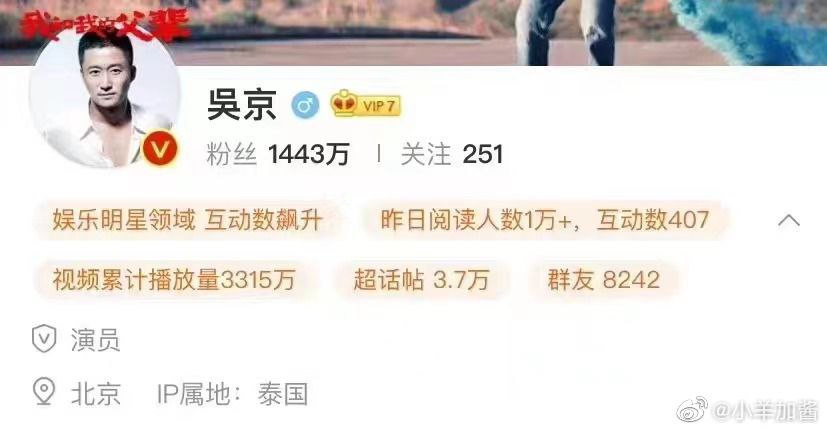 我和我的父辈
吳京 VIP 7
粉丝 1443万 | 关注 251
娱乐明星领域 互动数飙升 昨日阅读人数1万+，互动数407
视频累计播放量3315万 超话帖 3.7万 群友 8242
演员
北京 IP属地：泰国
@小羊加酱